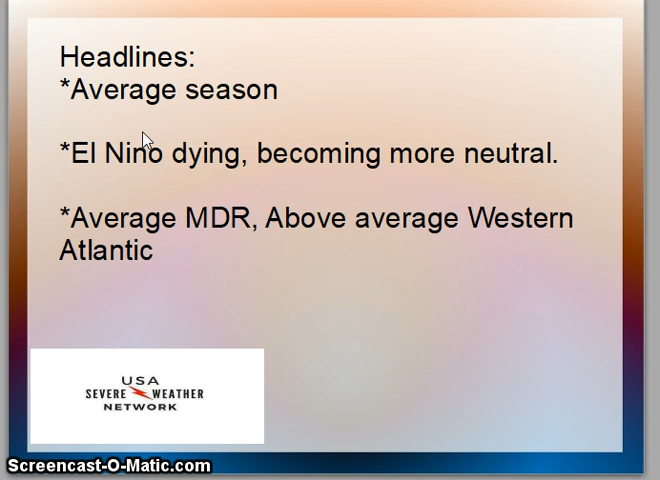 Headlines:
*Average season
*El Nino dying, becoming more neutral.
*Average MDR, Above average Western
Atlantic
USA
SEVERE WEATHER
NETWORK
Screencast-O-Matic.com